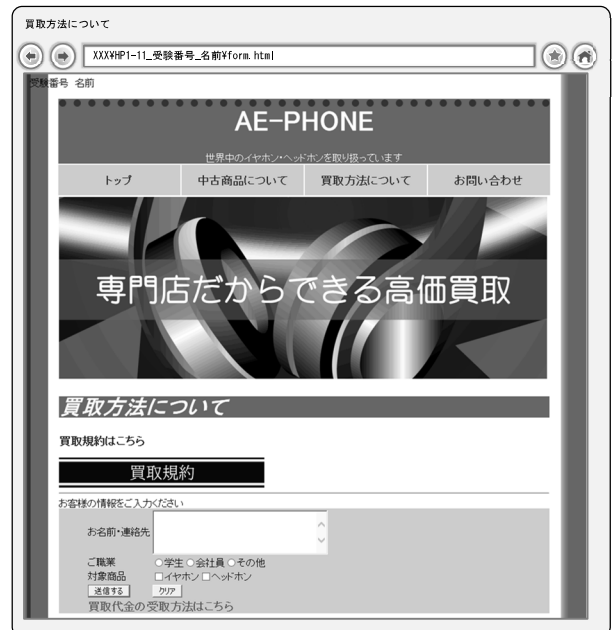 買取方法について
XXX¥HP1-11_受験番号_名前¥form.html
受験番号 名前
AE-PHONE
世界中のイヤホン・ヘッドホンを取り扱っています
トップ 中古商品について 買取方法について お問い合わせ
専門店だからできる高価買取
買取方法について
買取規約はこちら
買取規約
お客様の情報をご入力ください
お名前・連絡先
ご職業 ○学生 ○会社員 ○その他
対象商品 □イヤホン □ヘッドホン
送信する クリア
買取代金の受取方法はこちら